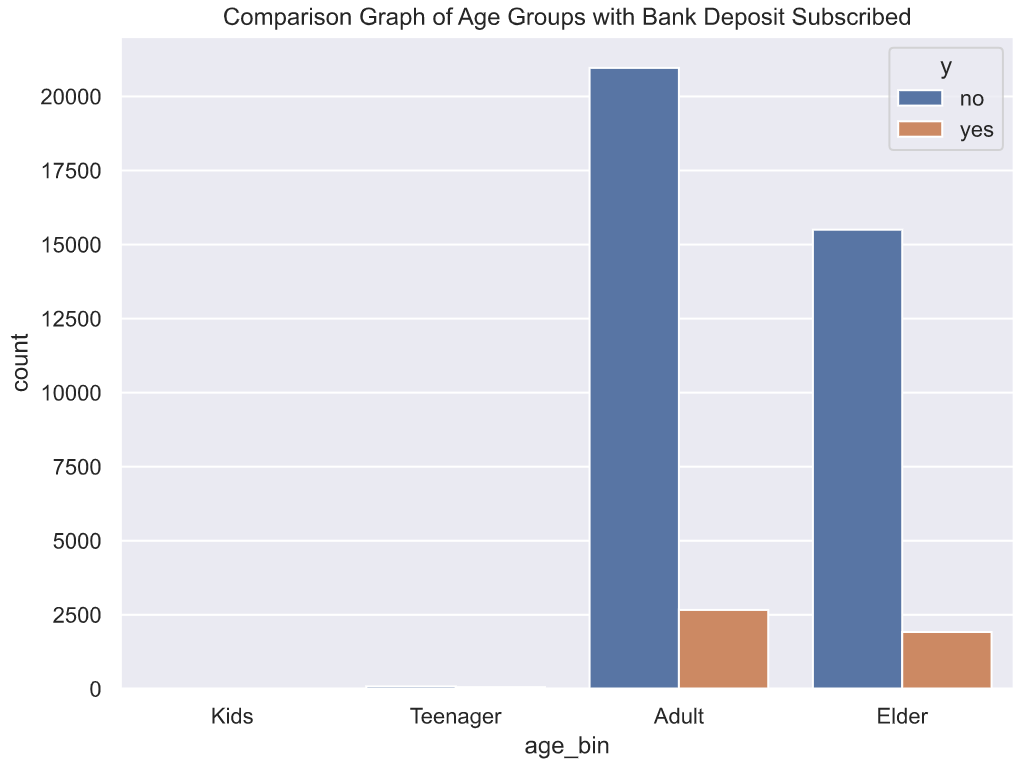 Comparison Graph of Age Groups with Bank Deposit Subscribed
y
no
yes
20000
17500
15000
12500
10000
7500
5000
2500
0
count
Kids
Teenager
Adult
Elder
age_bin